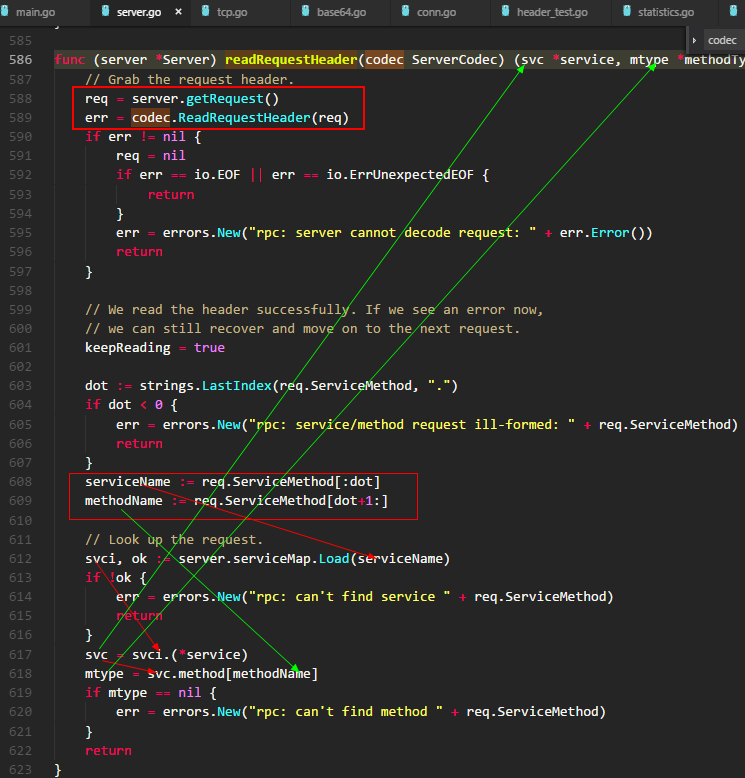 main.go server.go × tcp.go base64.go conn.go header_test.go statistics.go
585 }
codec
586 func (server *Server) readRequestHeader(codec ServerCodec) (svc *service, mtype *methodTy
587     // Grab the request header.
588     req = server.getRequest()
589     err = codec.ReadRequestHeader(req)
590     if err != nil {
591         req = nil
592         if err == io.EOF || err == io.ErrUnexpectedEOF {
593             return
594         }
595         err = errors.New("rpc: server cannot decode request: " + err.Error())
596         return
597     }
598
599     // We read the header successfully. If we see an error now,
600     // we can still recover and move on to the next request.
601     keepReading = true
602
603     dot := strings.LastIndex(req.ServiceMethod, ".")
604     if dot < 0 {
605         err = errors.New("rpc: service/method request ill-formed: " + req.ServiceMethod)
606         return
607     }
608     serviceName := req.ServiceMethod[:dot]
609     methodName := req.ServiceMethod[dot+1:]
610
611     // Look up the request.
612     svci, ok := server.serviceMap.Load(serviceName)
613     if !ok {
614         err = errors.New("rpc: can't find service " + req.ServiceMethod)
615         return
616     }
617     svc = svci.(*service)
618     mtype = svc.method[methodName]
619     if mtype == nil {
620         err = errors.New("rpc: can't find method " + req.ServiceMethod)
621     }
622     return
623 }